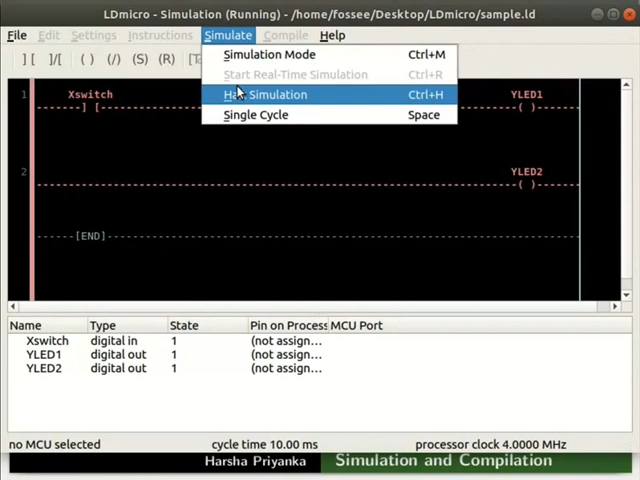 LDmicro - Simulation (Running) - /home/fossee/Desktop/LDmicro/sample.ld
File Edit Settings Instructions Simulate Compile Help
] [ ]/[ ( ) (/) (S) (R)
Simulation Mode Ctrl+M
Start Real-Time Simulation Ctrl+R
Simulation Ctrl+H
Single Cycle Space
1 Xswitch YLED1
] [ ( )
2 YLED2
( )
[END]
Name Type State Pin on Process MCU Port
Xswitch digital in 1 (not assign...
YLED1 digital out 1 (not assign...
YLED2 digital out 1 (not assign...
no MCU selected cycle time 10.00 ms processor clock 4.0000 MHz
Harsha Priyanka Simulation and Compilation